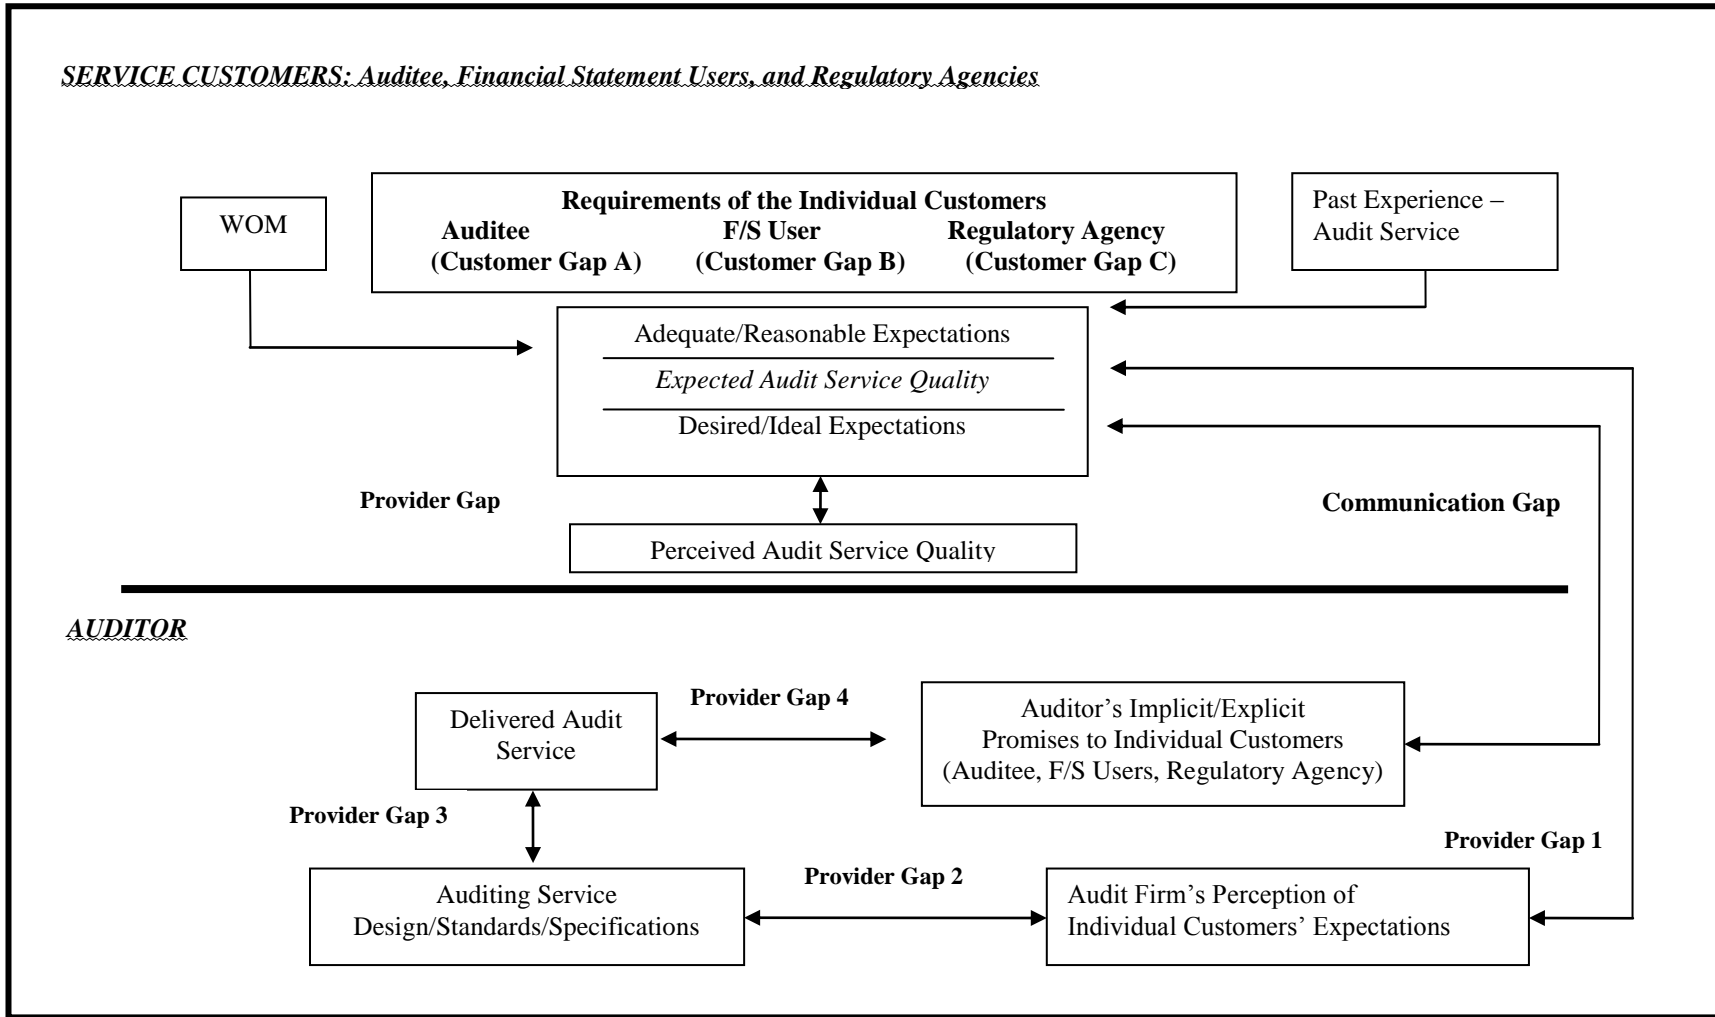 SERVICE CUSTOMERS: Auditee, Financial Statement Users, and Regulatory Agencies
WOM
Requirements of the Individual Customers
Auditee F/S User Regulatory Agency
(Customer Gap A) (Customer Gap B) (Customer Gap C)
Past Experience –
Audit Service
Adequate/Reasonable Expectations
Expected Audit Service Quality
Desired/Ideal Expectations
Provider Gap
Communication Gap
Perceived Audit Service Quality
AUDITOR
Delivered Audit
Service
Provider Gap 4
Auditor’s Implicit/Explicit
Promises to Individual Customers
(Auditee, F/S Users, Regulatory Agency)
Provider Gap 3
Provider Gap 1
Auditing Service
Design/Standards/Specifications
Provider Gap 2
Audit Firm’s Perception of
Individual Customers’ Expectations